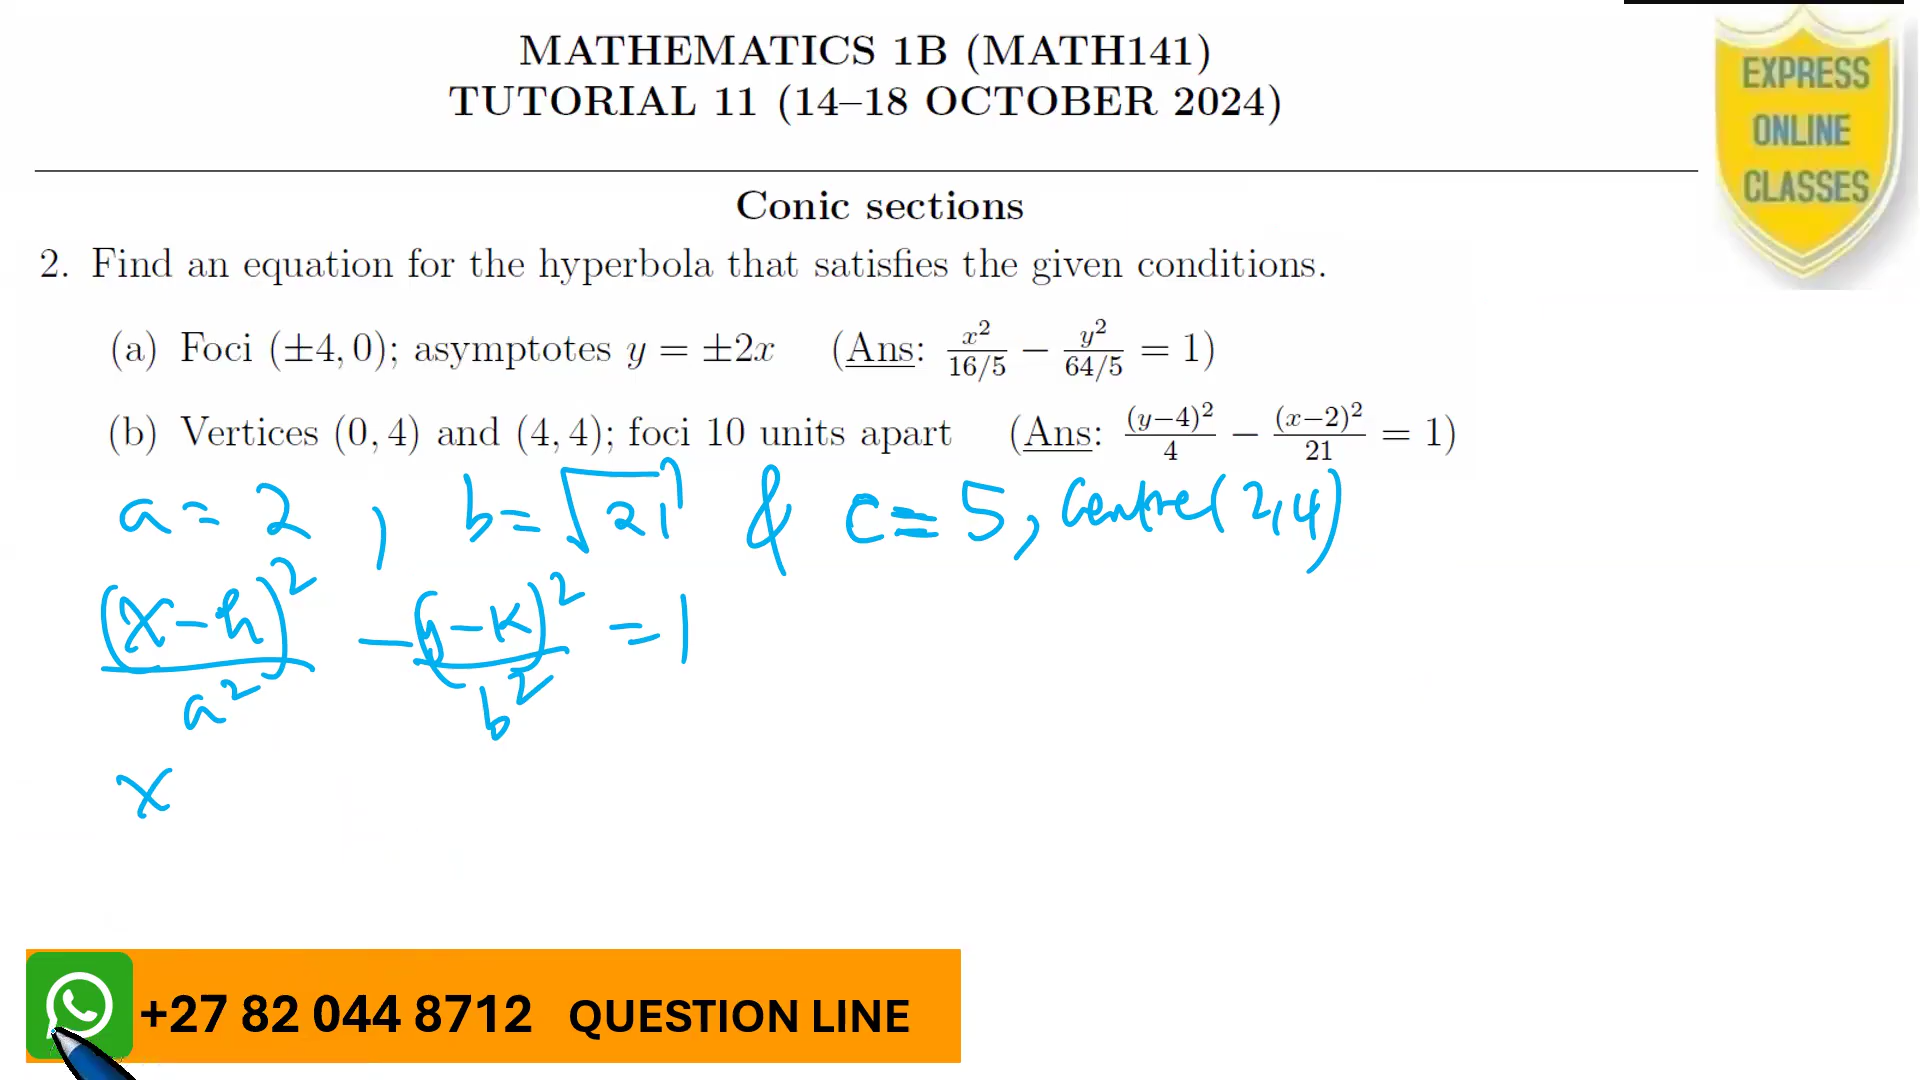 MATHEMATICS 1B (MATH141)
TUTORIAL 11 (14–18 OCTOBER 2024)
EXPRESS
ONLINE
CLASSES
Conic sections
2. Find an equation for the hyperbola that satisfies the given conditions.
(a) Foci (±4, 0); asymptotes y = ±2x (Ans: x²/(16/5) − y²/(64/5) = 1)
(b) Vertices (0, 4) and (4, 4); foci 10 units apart (Ans: (y−4)²/4 − (x−2)²/21 = 1)
a = 2 , b = √21 & c = 5, Centre (2,4)
(x−h)²/a² − (y−k)²/b² = 1
x
+27 82 044 8712 QUESTION LINE